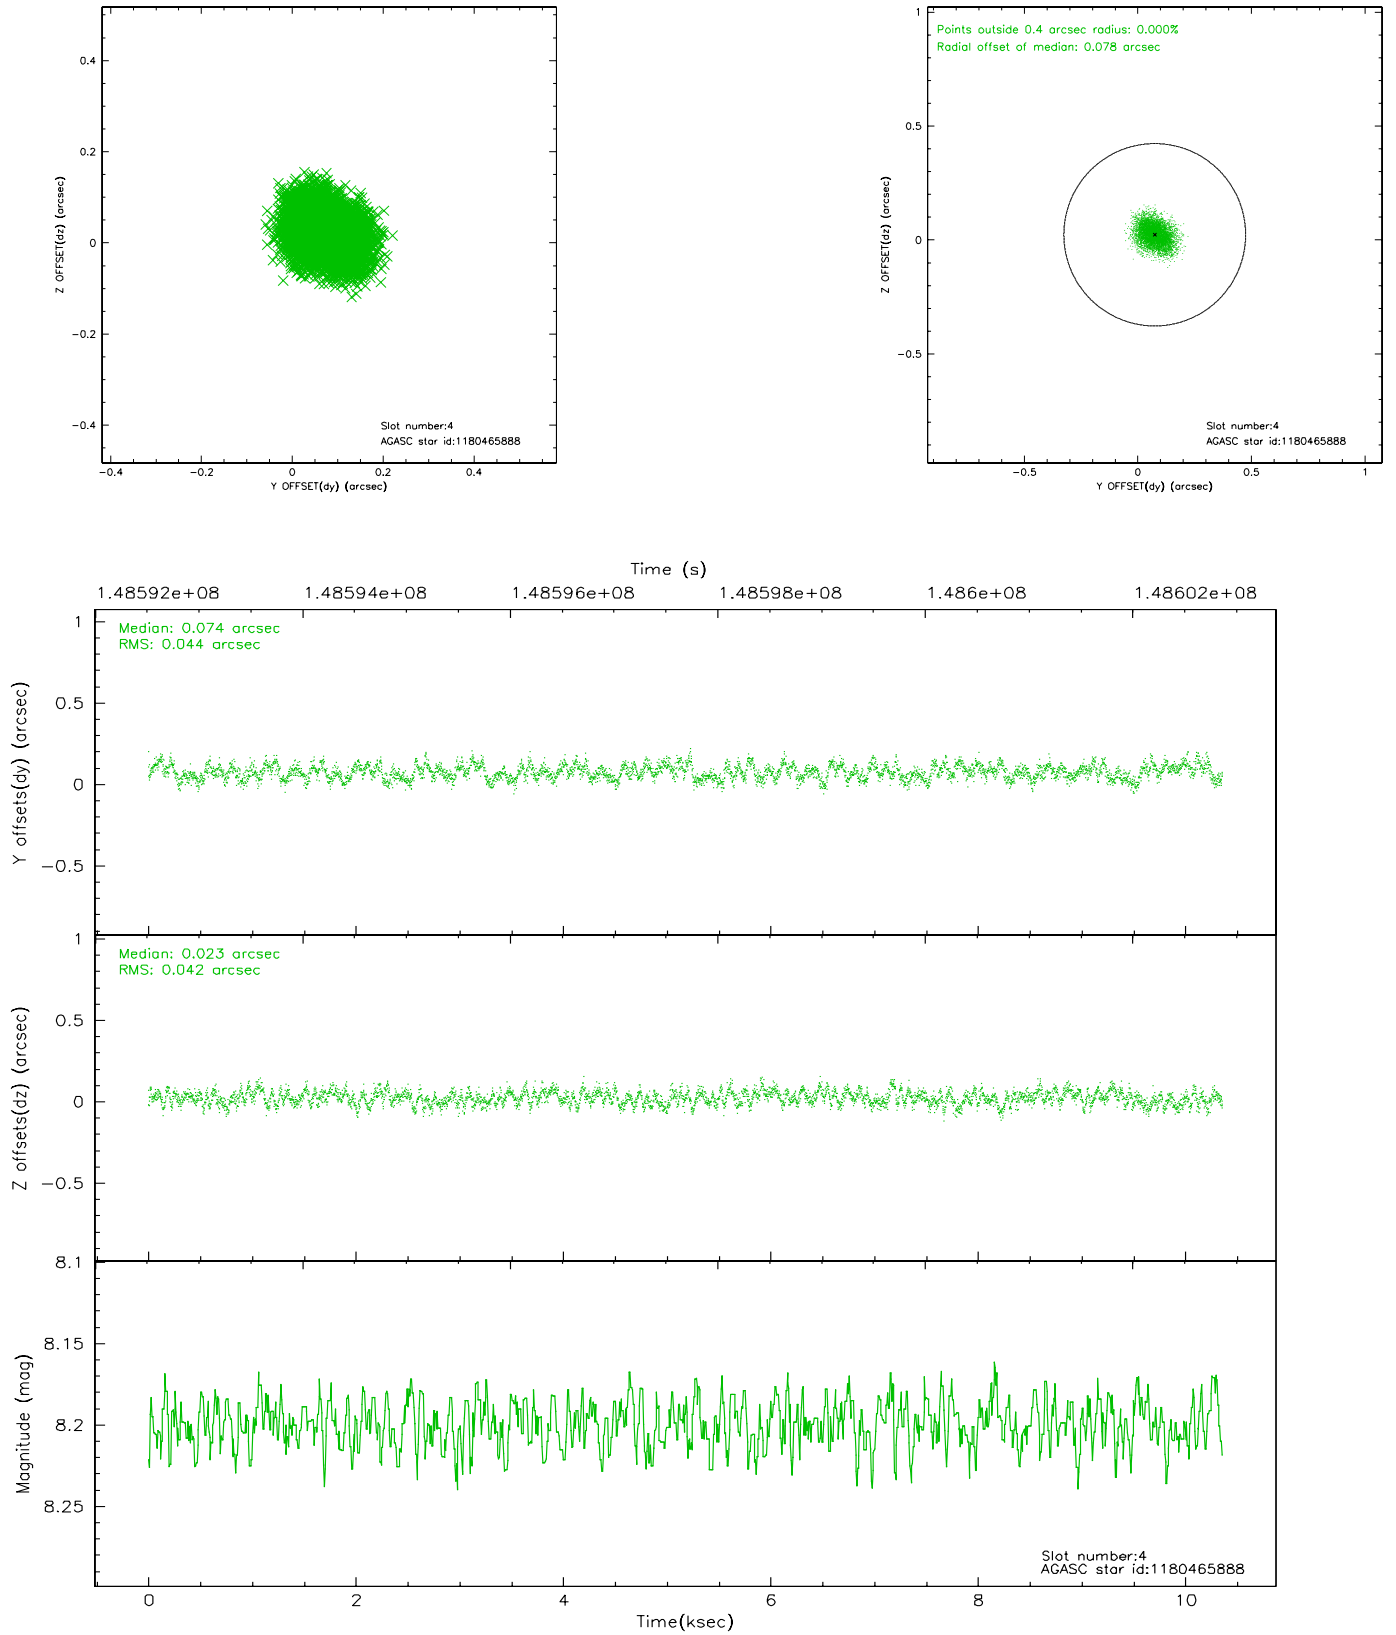 0.4
0.2
0
−0.2
−0.4
Z OFFSET(dz) (arcsec)
Slot number:4
AGASC star id:1180465888
−0.4 −0.2 0 0.2 0.4
Y OFFSET(dy) (arcsec)
Points outside 0.4 arcsec radius: 0.000%
Radial offset of median: 0.078 arcsec
1
0.5
0
−0.5
Z OFFSET(dz) (arcsec)
Slot number:4
AGASC star id:1180465888
−0.5 0 0.5 1
Y OFFSET(dy) (arcsec)
Time (s)
1.48592e+08 1.48594e+08 1.48596e+08 1.48598e+08 1.486e+08 1.48602e+08
Median: 0.074 arcsec
RMS: 0.044 arcsec
1
0.5
0
−0.5
Y offsets(dy) (arcsec)
Median: 0.023 arcsec
RMS: 0.042 arcsec
1
0.5
0
−0.5
Z offsets(dz) (arcsec)
8.1
8.15
8.2
8.25
Magnitude (mag)
Slot number:4
AGASC star id:1180465888
0 2 4 6 8 10
Time(ksec)